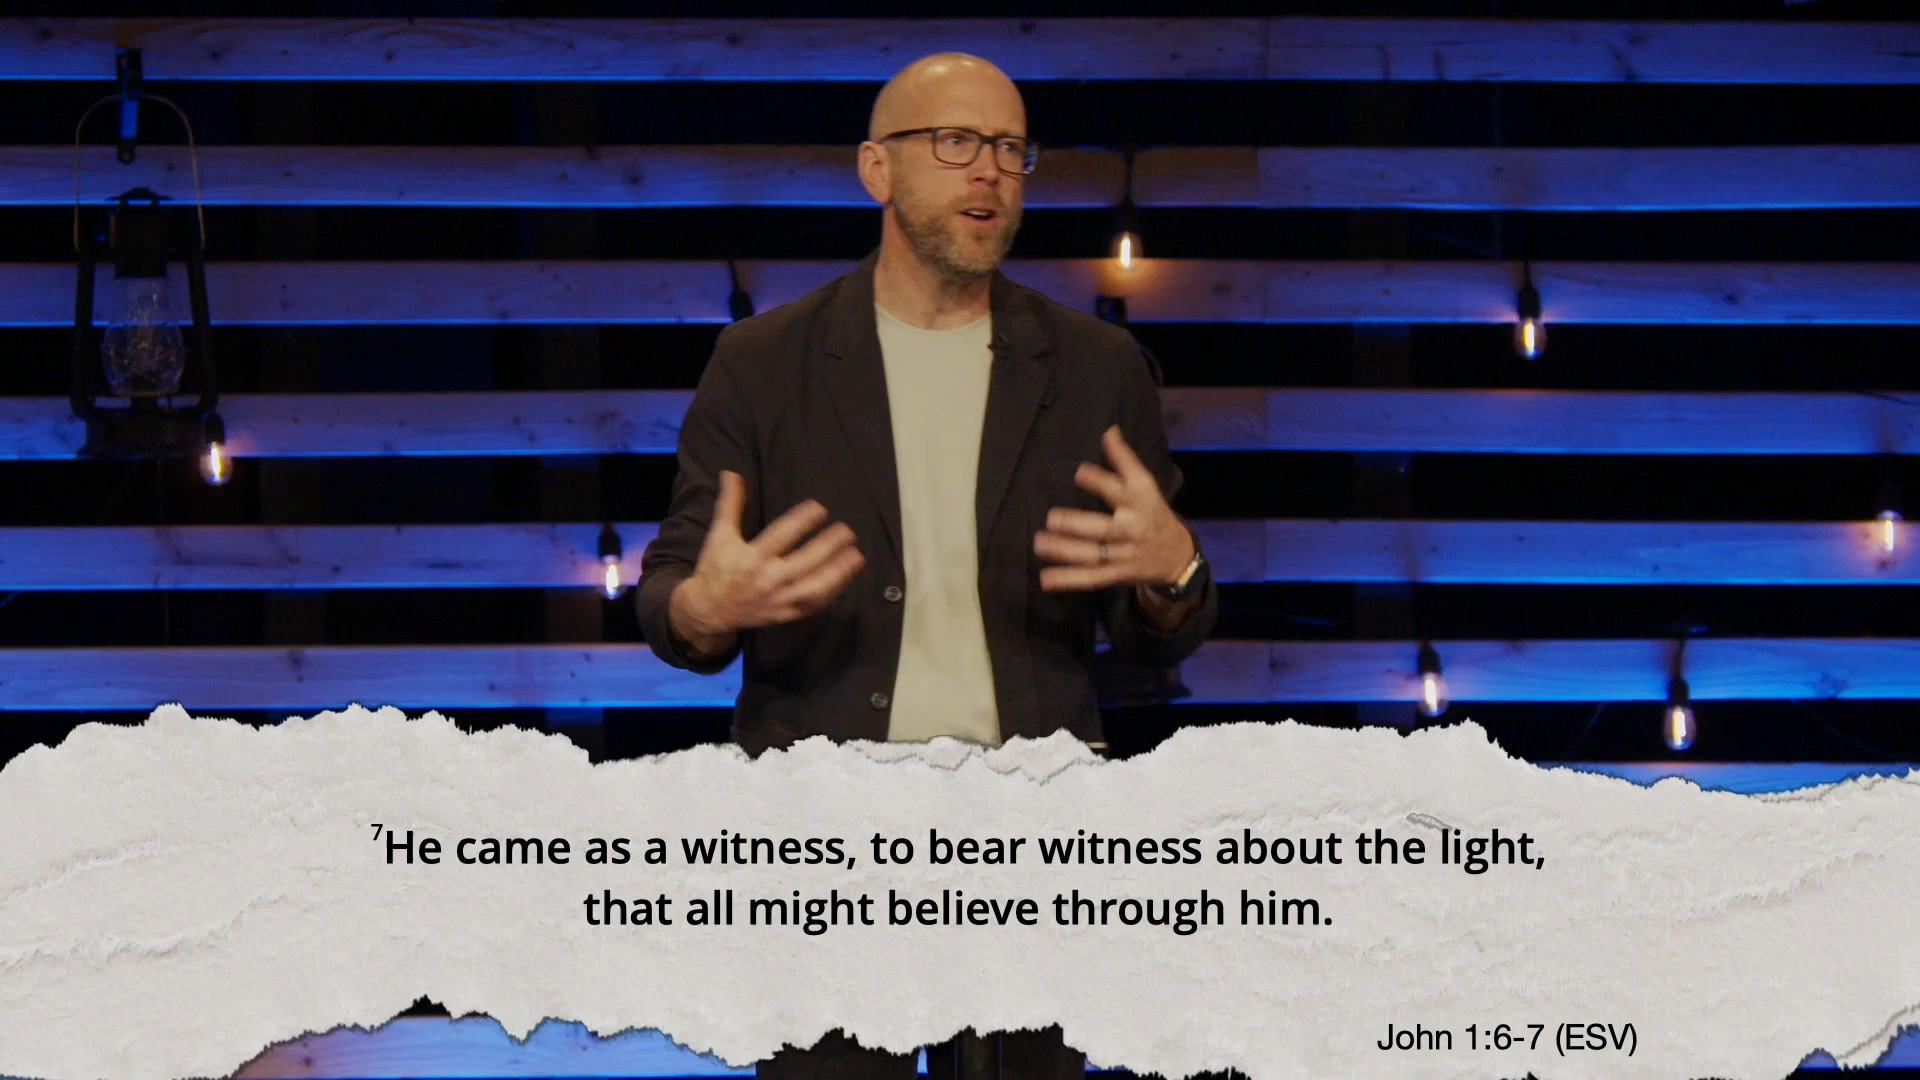 ⁷He came as a witness, to bear witness about the light,
that all might believe through him.
John 1:6-7 (ESV)